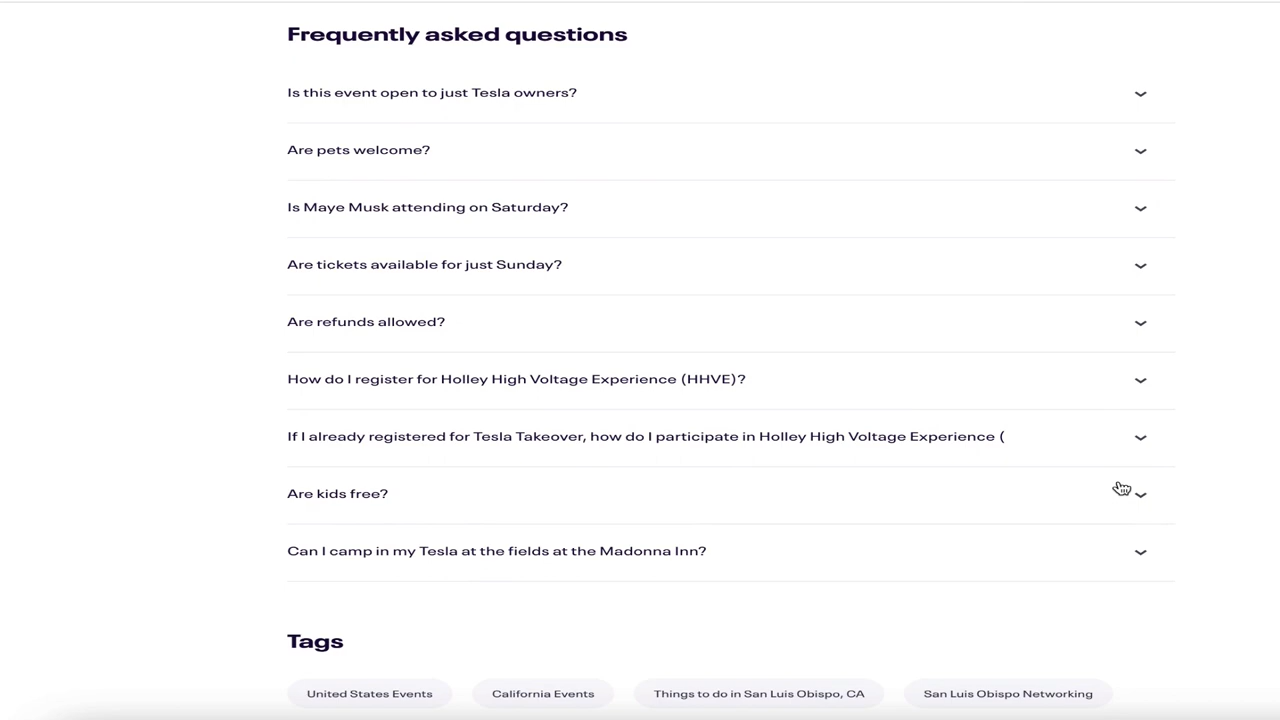 Frequently asked questions
Is this event open to just Tesla owners?
Are pets welcome?
Is Maye Musk attending on Saturday?
Are tickets available for just Sunday?
Are refunds allowed?
How do I register for Holley High Voltage Experience (HHVE)?
If I already registered for Tesla Takeover, how do I participate in Holley High Voltage Experience (
Are kids free?
Can I camp in my Tesla at the fields at the Madonna Inn?
Tags
United States Events California Events Things to do in San Luis Obispo, CA San Luis Obispo Networking